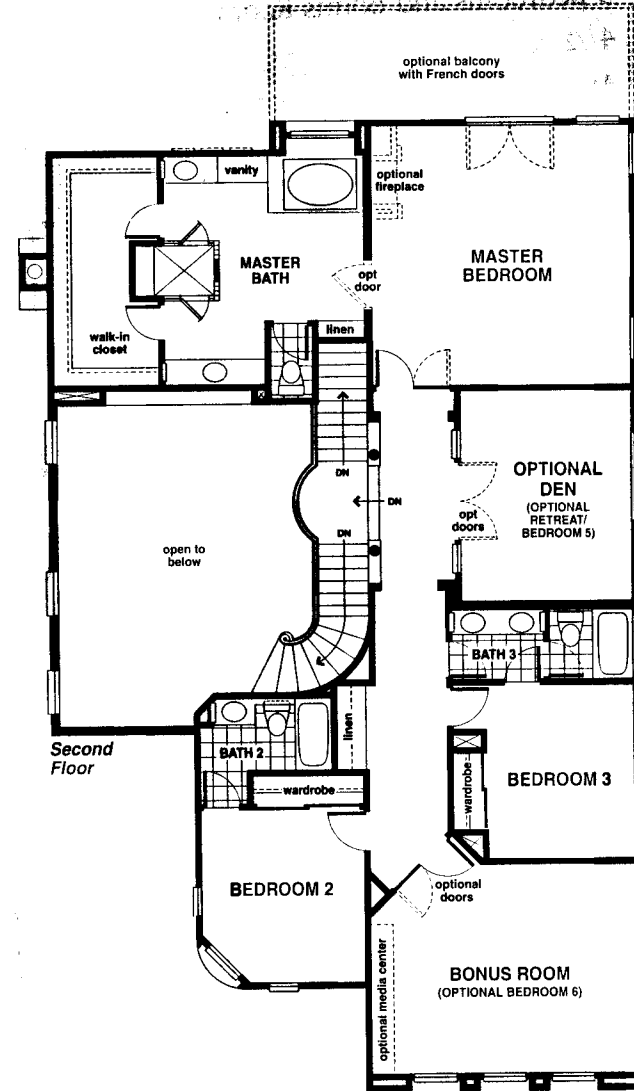 optional balcony
with French doors
vanity
optional
fireplace
MASTER
BATH
MASTER
BEDROOM
opt
door
walk-in
closet
linen
DN
DN
DN
OPTIONAL
DEN
(OPTIONAL
RETREAT/
BEDROOM 5)
opt
doors
open to
below
BATH 3
Second
Floor
BATH 2
linen
wardrobe
wardrobe
BEDROOM 3
BEDROOM 2
optional
doors
optional media center
BONUS ROOM
(OPTIONAL BEDROOM 6)